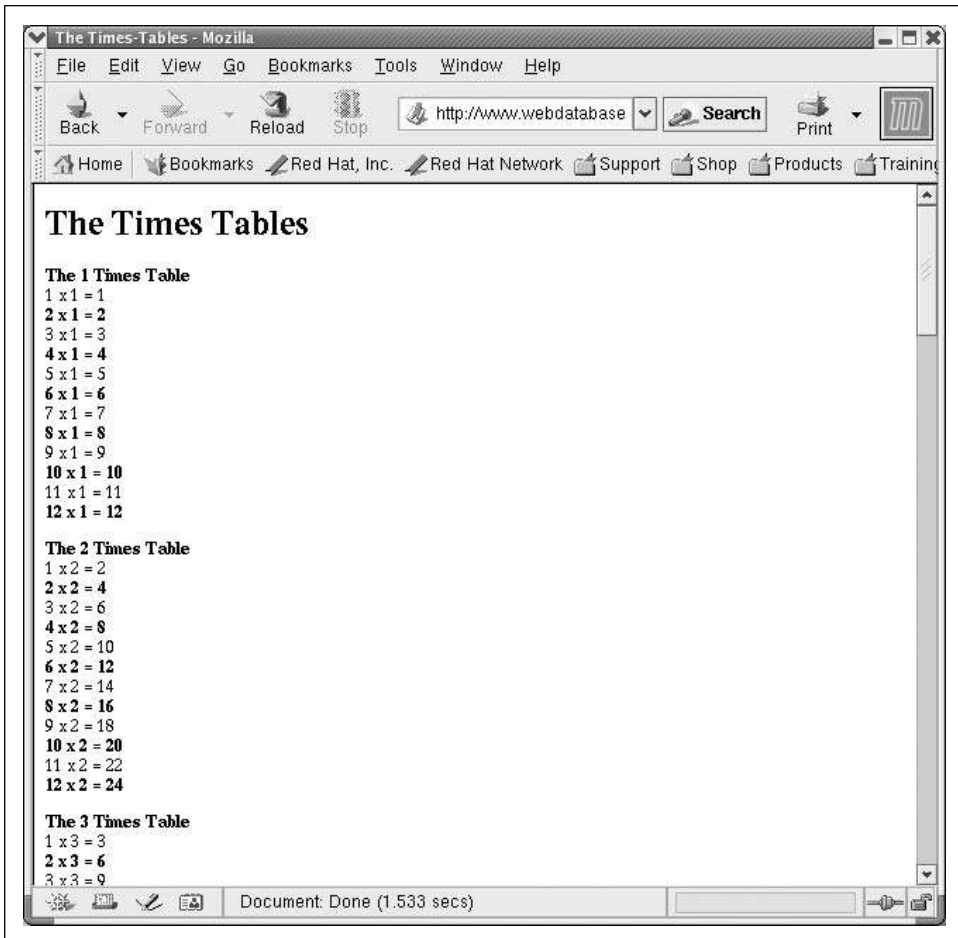 The Times-Tables - Mozilla
File Edit View Go Bookmarks Tools Window Help
Back Forward Reload Stop http://www.webdatabase Search Print
Home Bookmarks Red Hat, Inc. Red Hat Network Support Shop Products Training
The Times Tables
The 1 Times Table
1 x 1 = 1
2 x 1 = 2
3 x 1 = 3
4 x 1 = 4
5 x 1 = 5
6 x 1 = 6
7 x 1 = 7
8 x 1 = 8
9 x 1 = 9
10 x 1 = 10
11 x 1 = 11
12 x 1 = 12
The 2 Times Table
1 x 2 = 2
2 x 2 = 4
3 x 2 = 6
4 x 2 = 8
5 x 2 = 10
6 x 2 = 12
7 x 2 = 14
8 x 2 = 16
9 x 2 = 18
10 x 2 = 20
11 x 2 = 22
12 x 2 = 24
The 3 Times Table
1 x 3 = 3
2 x 3 = 6
3 x 3 = 9
Document: Done (1.533 secs)